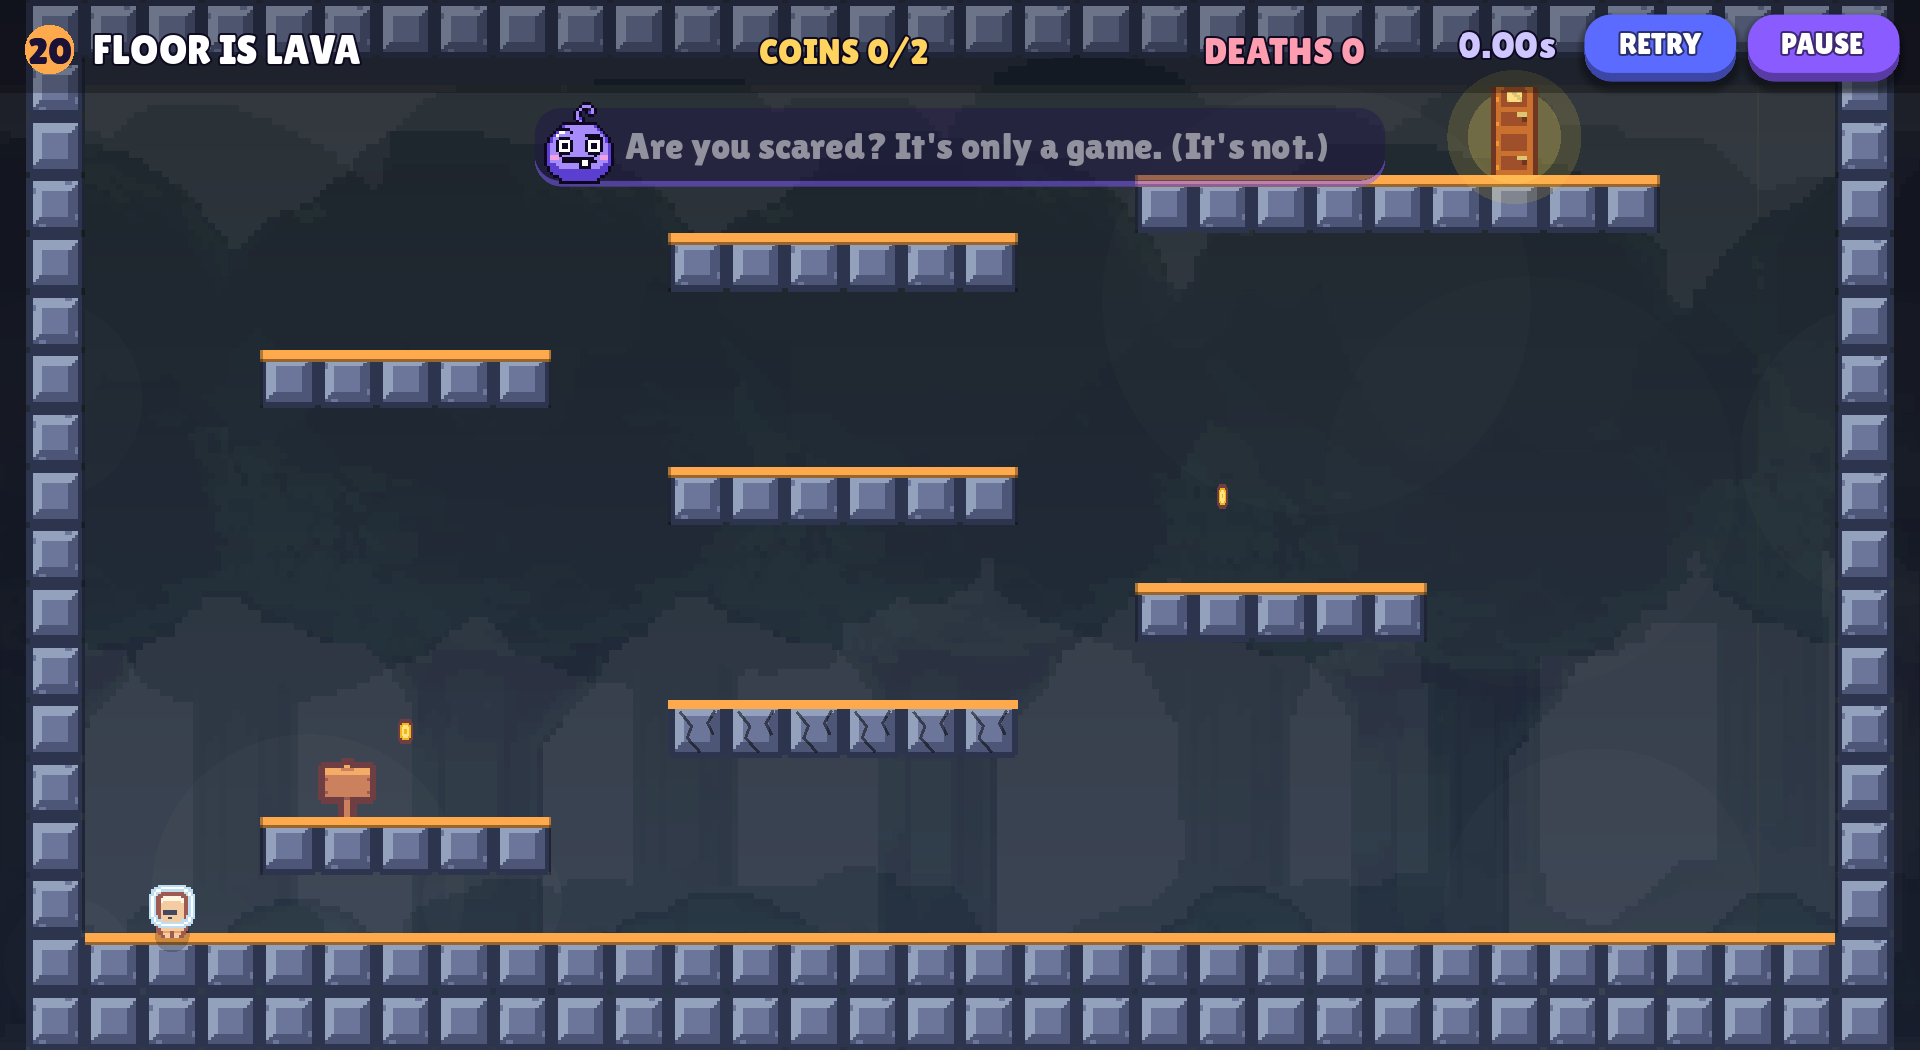 20 FLOOR IS LAVA COINS 0/2 DEATHS 0 0.00s RETRY PAUSE
Are you scared? It's only a game. (It's not.)